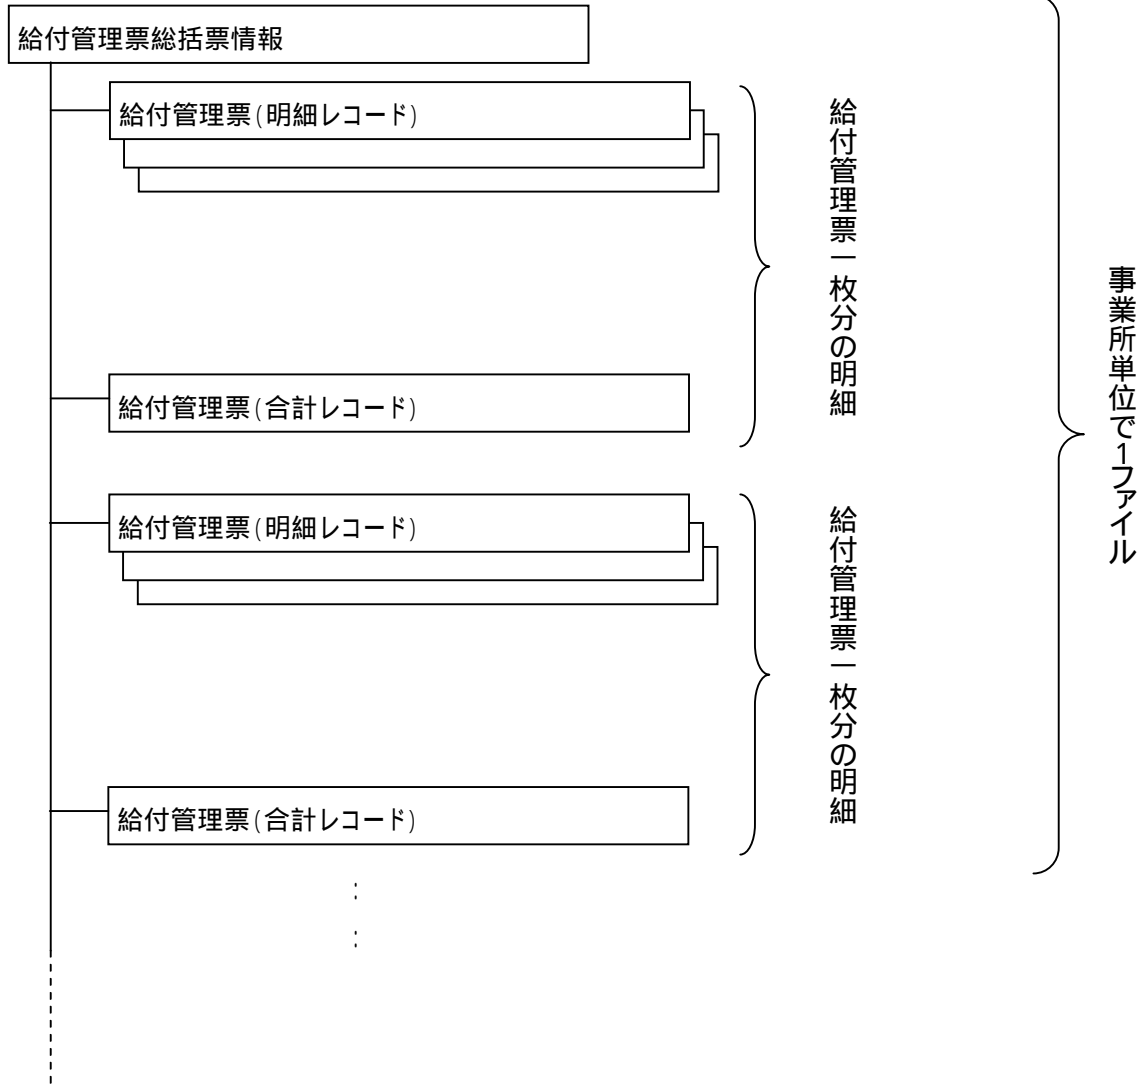 給付管理票総括票情報
給付管理票(明細レコード)
給付管理票(合計レコード)
給付管理票一枚分の明細
給付管理票(明細レコード)
給付管理票(合計レコード)
給付管理票一枚分の明細
:
:
事業所単位で1ファイル